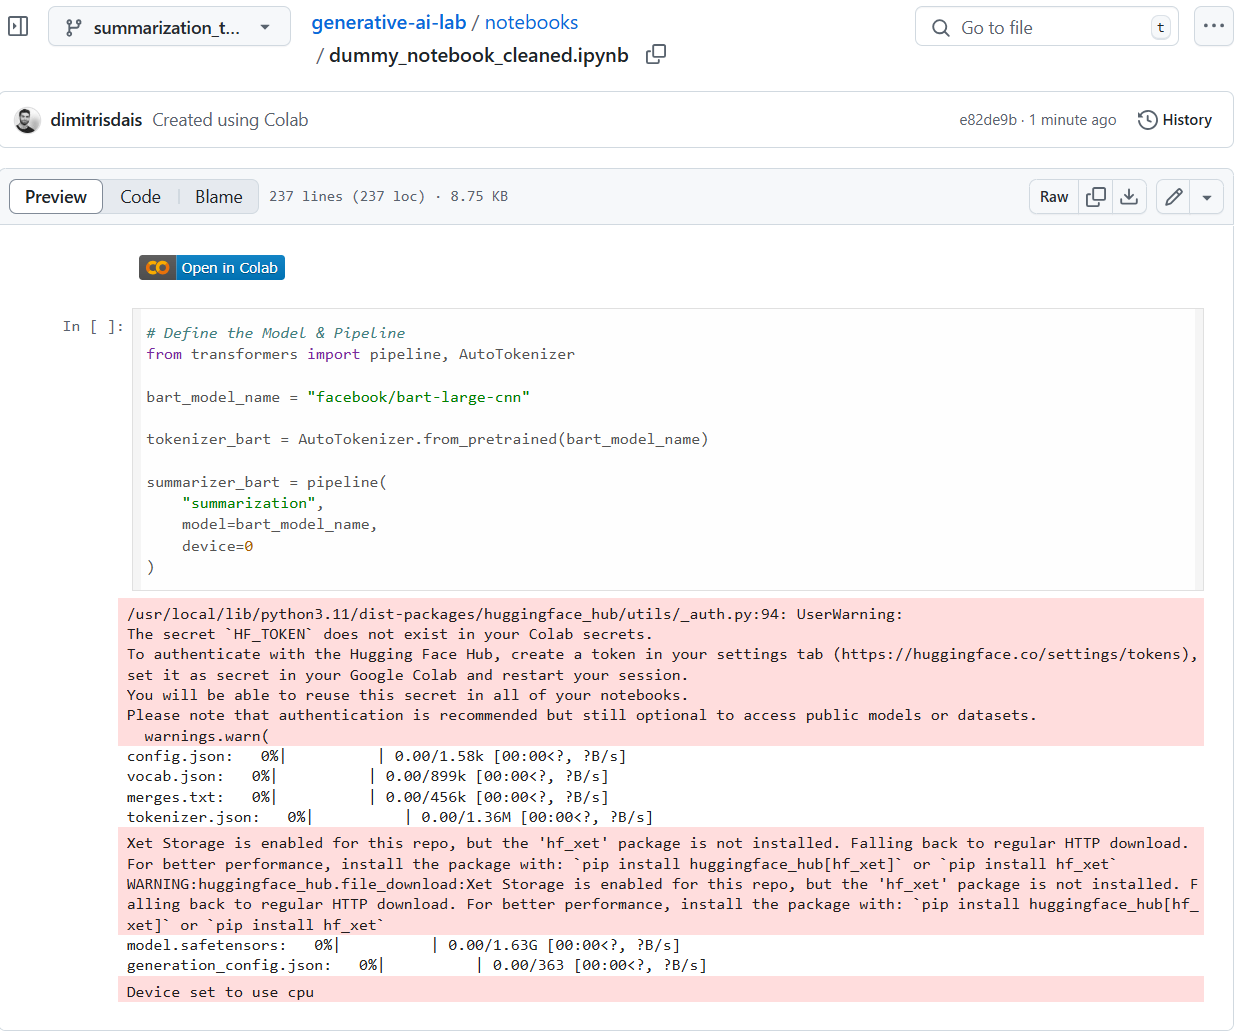 summarization_t...
generative-ai-lab / notebooks
/ dummy_notebook_cleaned.ipynb
Go to file
t
dimitrisdais Created using Colab
e82de9b · 1 minute ago
History
Preview
Code
Blame
237 lines (237 loc) · 8.75 KB
Raw
Open in Colab
In [ ]:
# Define the Model & Pipeline
from transformers import pipeline, AutoTokenizer
bart_model_name = "facebook/bart-large-cnn"
tokenizer_bart = AutoTokenizer.from_pretrained(bart_model_name)
summarizer_bart = pipeline(
    "summarization",
    model=bart_model_name,
    device=0
)
/usr/local/lib/python3.11/dist-packages/huggingface_hub/utils/_auth.py:94: UserWarning:
The secret `HF_TOKEN` does not exist in your Colab secrets.
To authenticate with the Hugging Face Hub, create a token in your settings tab (https://huggingface.co/settings/tokens),
set it as secret in your Google Colab and restart your session.
You will be able to reuse this secret in all of your notebooks.
Please note that authentication is recommended but still optional to access public models or datasets.
  warnings.warn(
config.json:   0%|          | 0.00/1.58k [00:00<?, ?B/s]
vocab.json:   0%|          | 0.00/899k [00:00<?, ?B/s]
merges.txt:   0%|          | 0.00/456k [00:00<?, ?B/s]
tokenizer.json:   0%|          | 0.00/1.36M [00:00<?, ?B/s]
Xet Storage is enabled for this repo, but the 'hf_xet' package is not installed. Falling back to regular HTTP download.
For better performance, install the package with: `pip install huggingface_hub[hf_xet]` or `pip install hf_xet`
WARNING:huggingface_hub.file_download:Xet Storage is enabled for this repo, but the 'hf_xet' package is not installed. F
alling back to regular HTTP download. For better performance, install the package with: `pip install huggingface_hub[hf_
xet]` or `pip install hf_xet`
model.safetensors:   0%|          | 0.00/1.63G [00:00<?, ?B/s]
generation_config.json:   0%|          | 0.00/363 [00:00<?, ?B/s]
Device set to use cpu